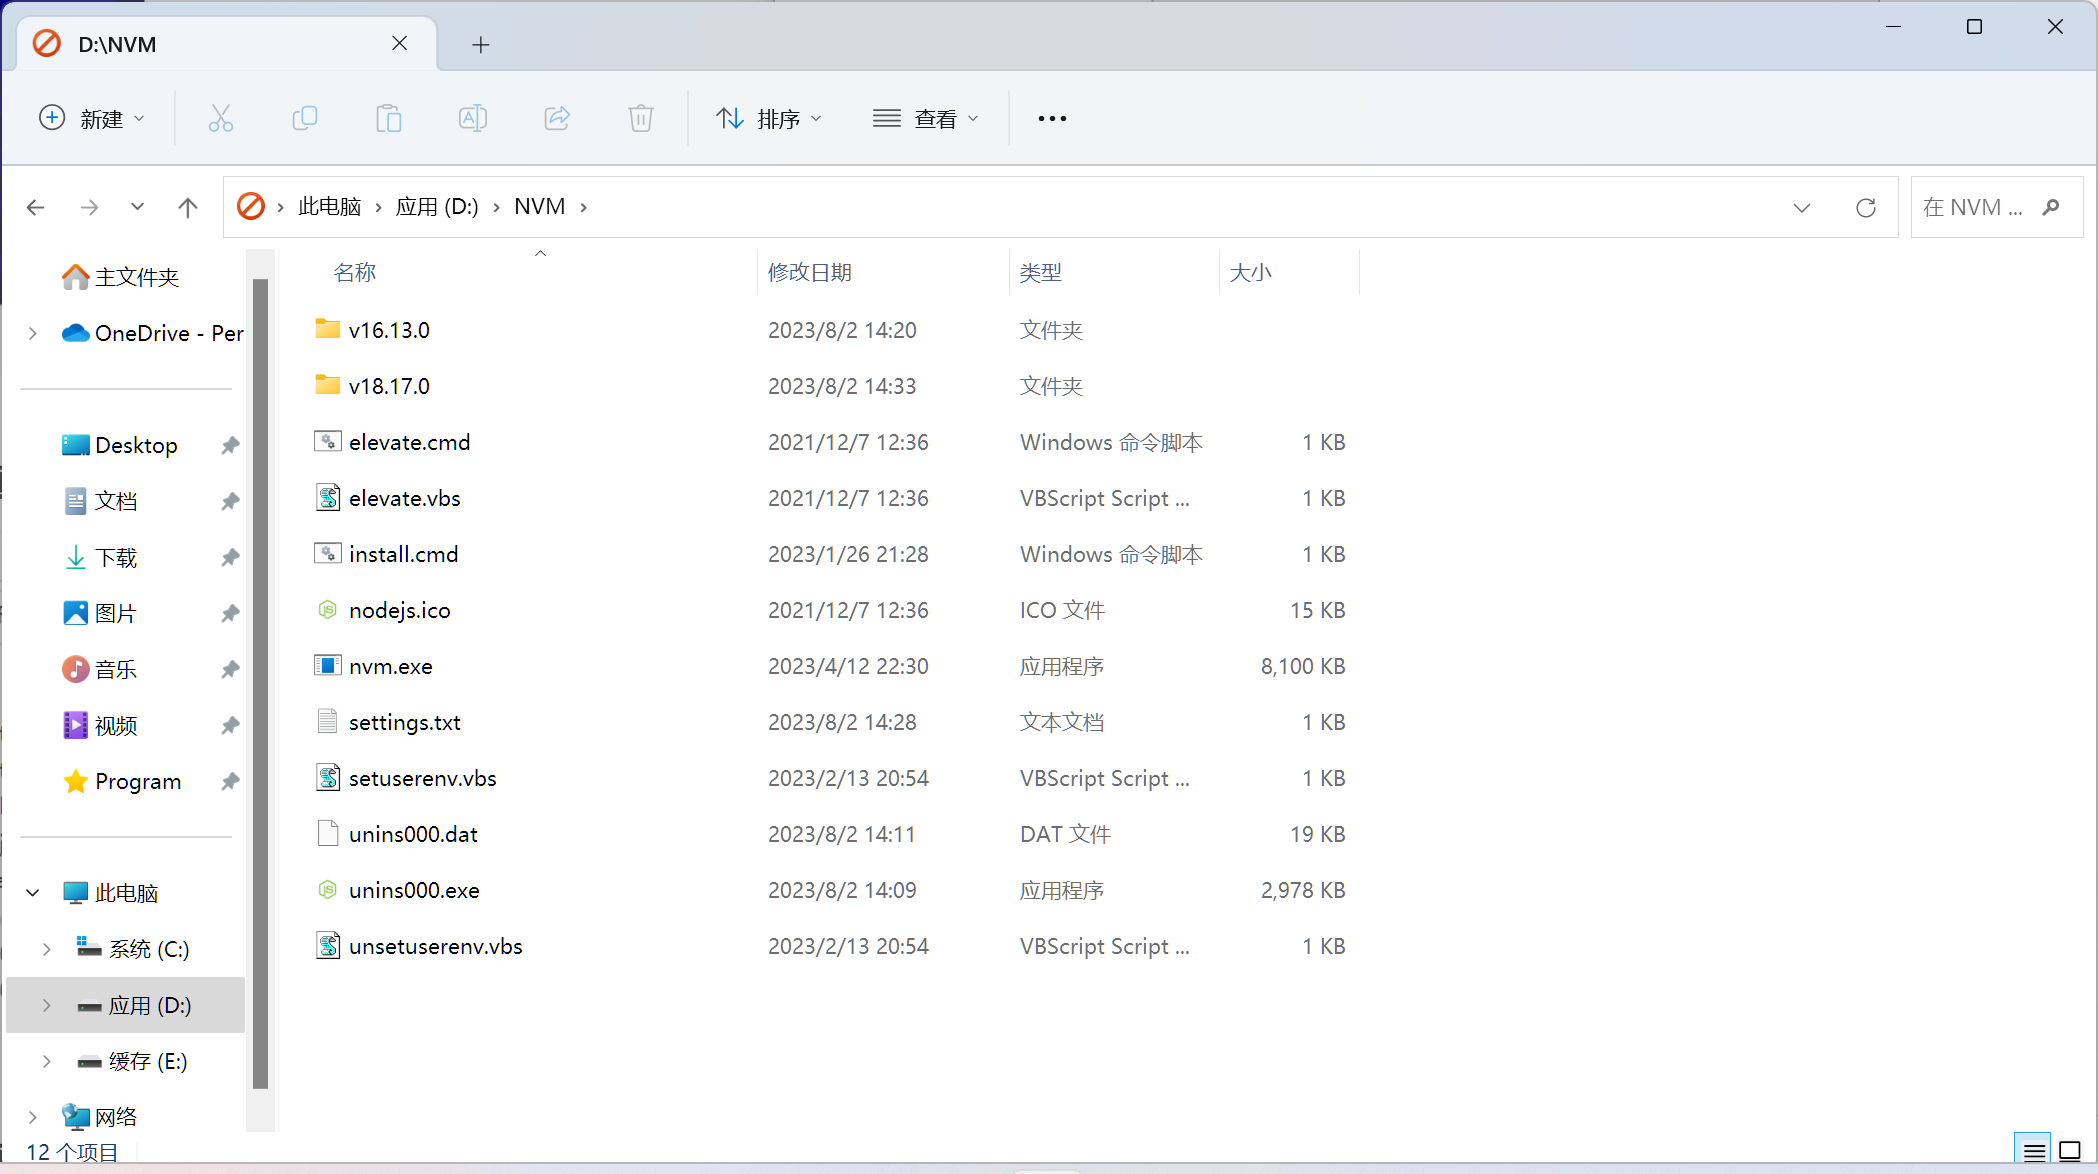 D:\NVM
新建
排序
查看
此电脑 应用 (D:) NVM
在 NVM ...
主文件夹
OneDrive - Per
Desktop
文档
下载
图片
音乐
视频
Program
此电脑
系统 (C:)
应用 (D:)
缓存 (E:)
网络
名称 修改日期 类型 大小
v16.13.0 2023/8/2 14:20 文件夹
v18.17.0 2023/8/2 14:33 文件夹
elevate.cmd 2021/12/7 12:36 Windows 命令脚本 1 KB
elevate.vbs 2021/12/7 12:36 VBScript Script ... 1 KB
install.cmd 2023/1/26 21:28 Windows 命令脚本 1 KB
nodejs.ico 2021/12/7 12:36 ICO 文件 15 KB
nvm.exe 2023/4/12 22:30 应用程序 8,100 KB
settings.txt 2023/8/2 14:28 文本文档 1 KB
setuserenv.vbs 2023/2/13 20:54 VBScript Script ... 1 KB
unins000.dat 2023/8/2 14:11 DAT 文件 19 KB
unins000.exe 2023/8/2 14:09 应用程序 2,978 KB
unsetuserenv.vbs 2023/2/13 20:54 VBScript Script ... 1 KB
12 个项目